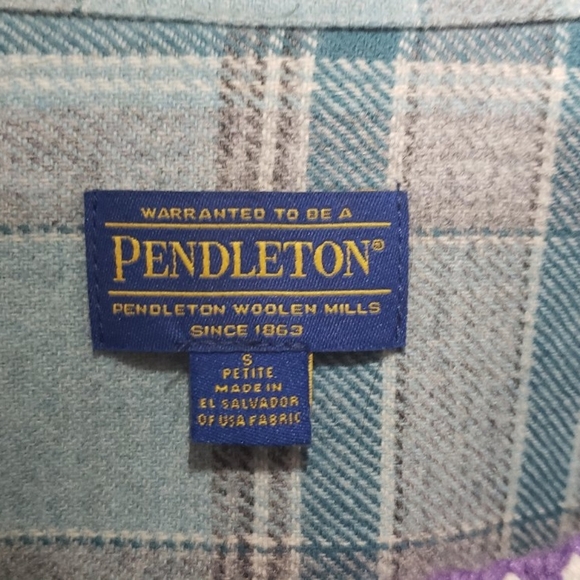 WARRANTED TO BE A
PENDLETON®
PENDLETON WOOLEN MILLS
SINCE 1863
S
PETITE
MADE IN
EL SALVADOR
OF USA FABRIC